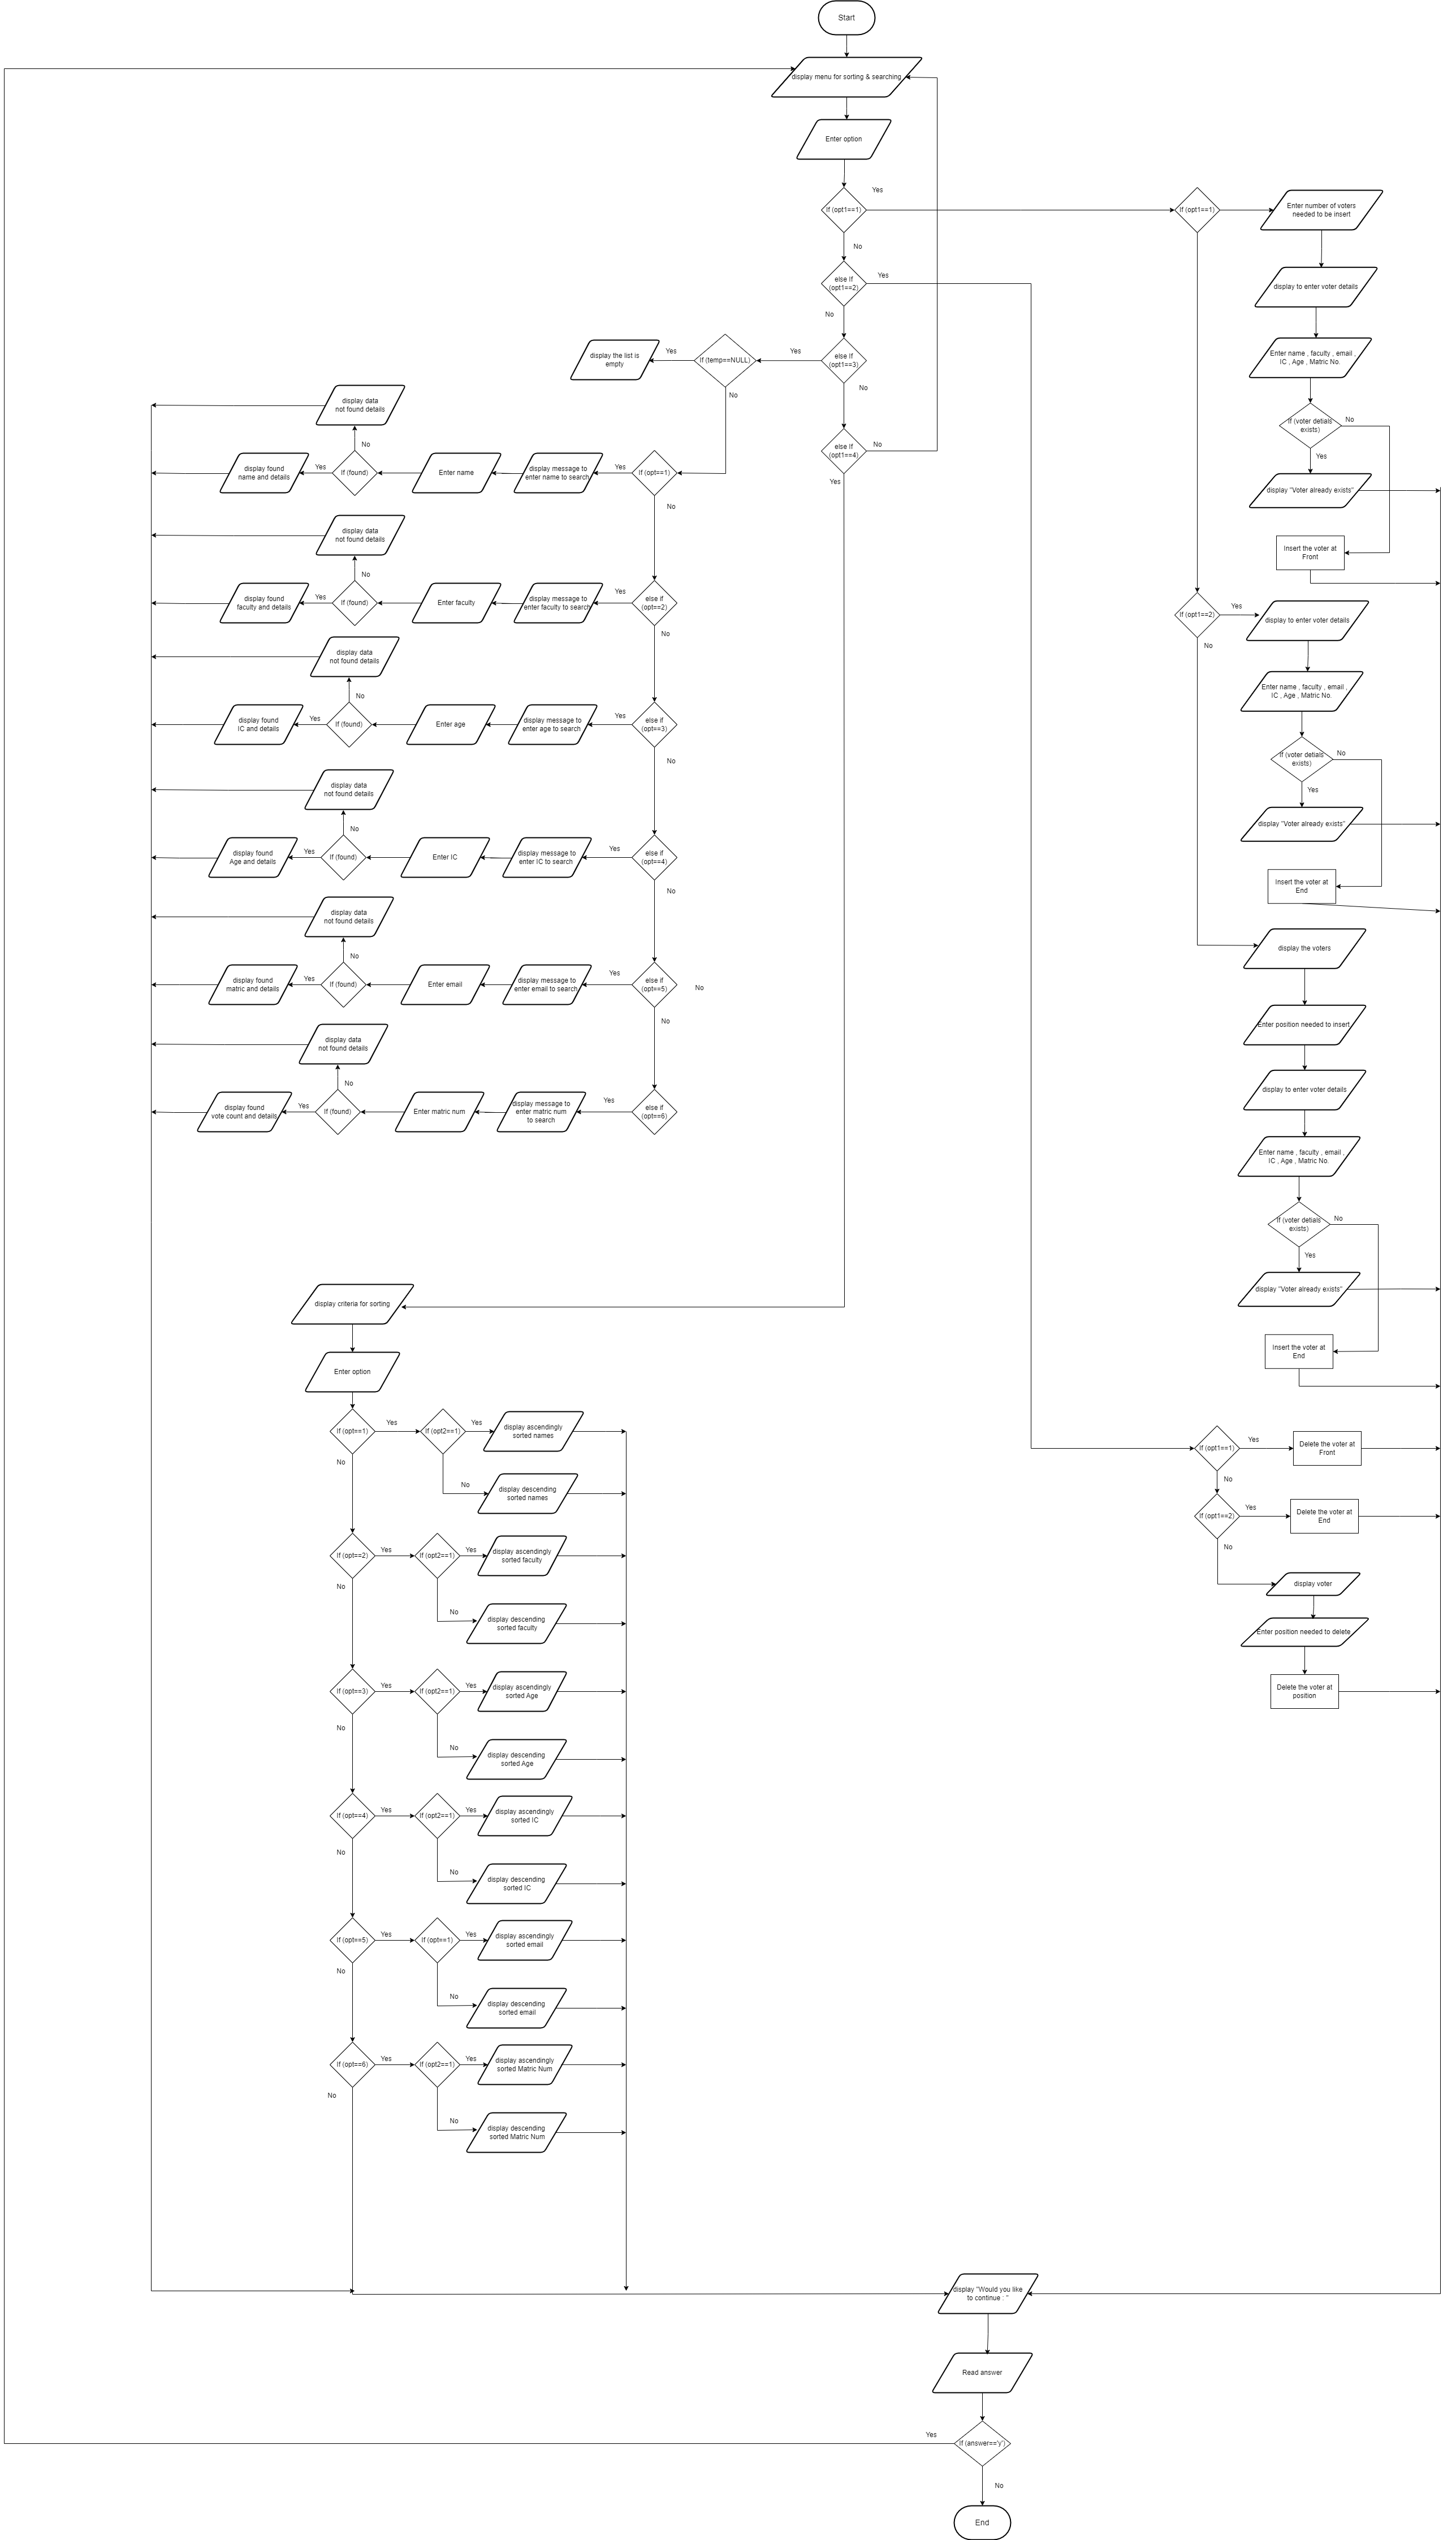 Start
display menu for sorting & searching
Enter option
If (opt1==1)
Yes
No
else If
(opt1==2)
Yes
No
else If
(opt1==3)
Yes
No
else If
(opt1==4)
No
Yes
If (temp==NULL)
Yes
No
display the list is
empty
If (opt==1)
Yes
No
display message to
enter name to search
Enter name
If (found)
Yes
No
display found
name and details
display data
not found details
else if
(opt==2)
Yes
No
display message to
enter faculty to search
Enter faculty
If (found)
Yes
No
display found
faculty and details
display data
not found details
else if
(opt==3)
Yes
No
display message to
enter age to search
Enter age
If (found)
Yes
No
display found
IC and details
display data
not found details
else if
(opt==4)
Yes
No
display message to
enter IC to search
Enter IC
If (found)
Yes
No
display found
Age and details
display data
not found details
else if
(opt==5)
Yes
No
No
display message to
enter email to search
Enter email
If (found)
Yes
No
display found
matric and details
display data
not found details
else if
(opt==6)
Yes
display message to
enter matric num
to search
Enter matric num
If (found)
Yes
No
display found
vote count and details
display data
not found details
If (opt1==1)
Enter number of voters
needed to be insert
display to enter voter details
Enter name , faculty , email ,
IC , Age , Matric No.
If (voter detials
exists)
No
Yes
display "Voter already exists"
Insert the voter at
Front
If (opt1==2)
Yes
No
display to enter voter details
Enter name , faculty , email ,
IC , Age , Matric No.
If (voter detials
exists)
No
Yes
display "Voter already exists"
Insert the voter at
End
display the voters
Enter position needed to insert
display to enter voter details
Enter name , faculty , email ,
IC , Age , Matric No.
If (voter detials
exists)
No
Yes
display "Voter already exists"
Insert the voter at
End
If (opt1==1)
Yes
No
Delete the voter at
Front
If (opt1==2)
Yes
No
Delete the voter at
End
display voter
Enter position needed to delete
Delete the voter at
position
display criteria for sorting
Enter option
If (opt==1)
Yes
No
If (opt2==1)
Yes
No
display ascendingly
sorted names
display descending
sorted names
If (opt==2)
Yes
No
If (opt2==1)
Yes
No
display ascendingly
sorted faculty
display descending
sorted faculty
If (opt==3)
Yes
No
If (opt2==1)
Yes
No
display ascendingly
sorted Age
display descending
sorted Age
If (opt==4)
Yes
No
If (opt2==1)
Yes
No
display ascendingly
sorted IC
display descending
sorted IC
If (opt==5)
Yes
No
If (opt==1)
Yes
No
display ascendingly
sorted email
display descending
sorted email
If (opt==6)
Yes
No
If (opt2==1)
Yes
No
display ascendingly
sorted Matric Num
display descending
sorted Matric Num
display "Would you like
to continue : "
Read answer
If (answer=='y')
Yes
No
End